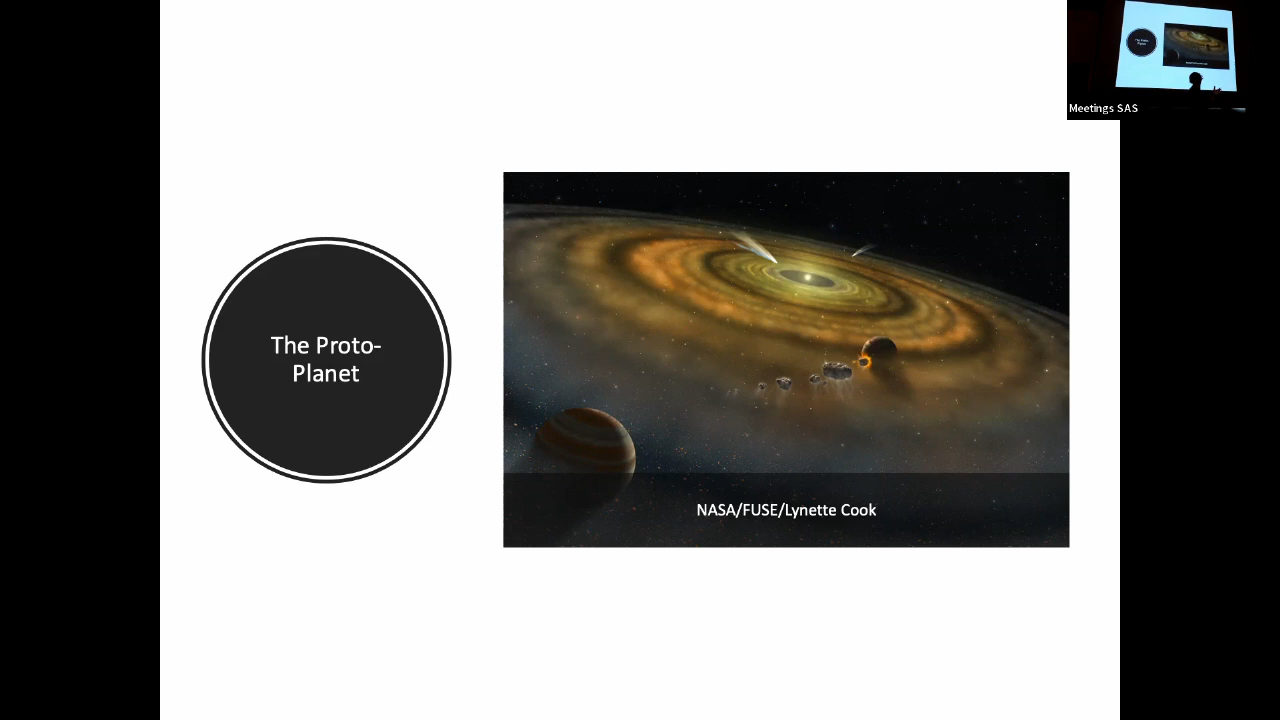 The Proto-
Planet
NASA/FUSE/Lynette Cook
Meetings SAS